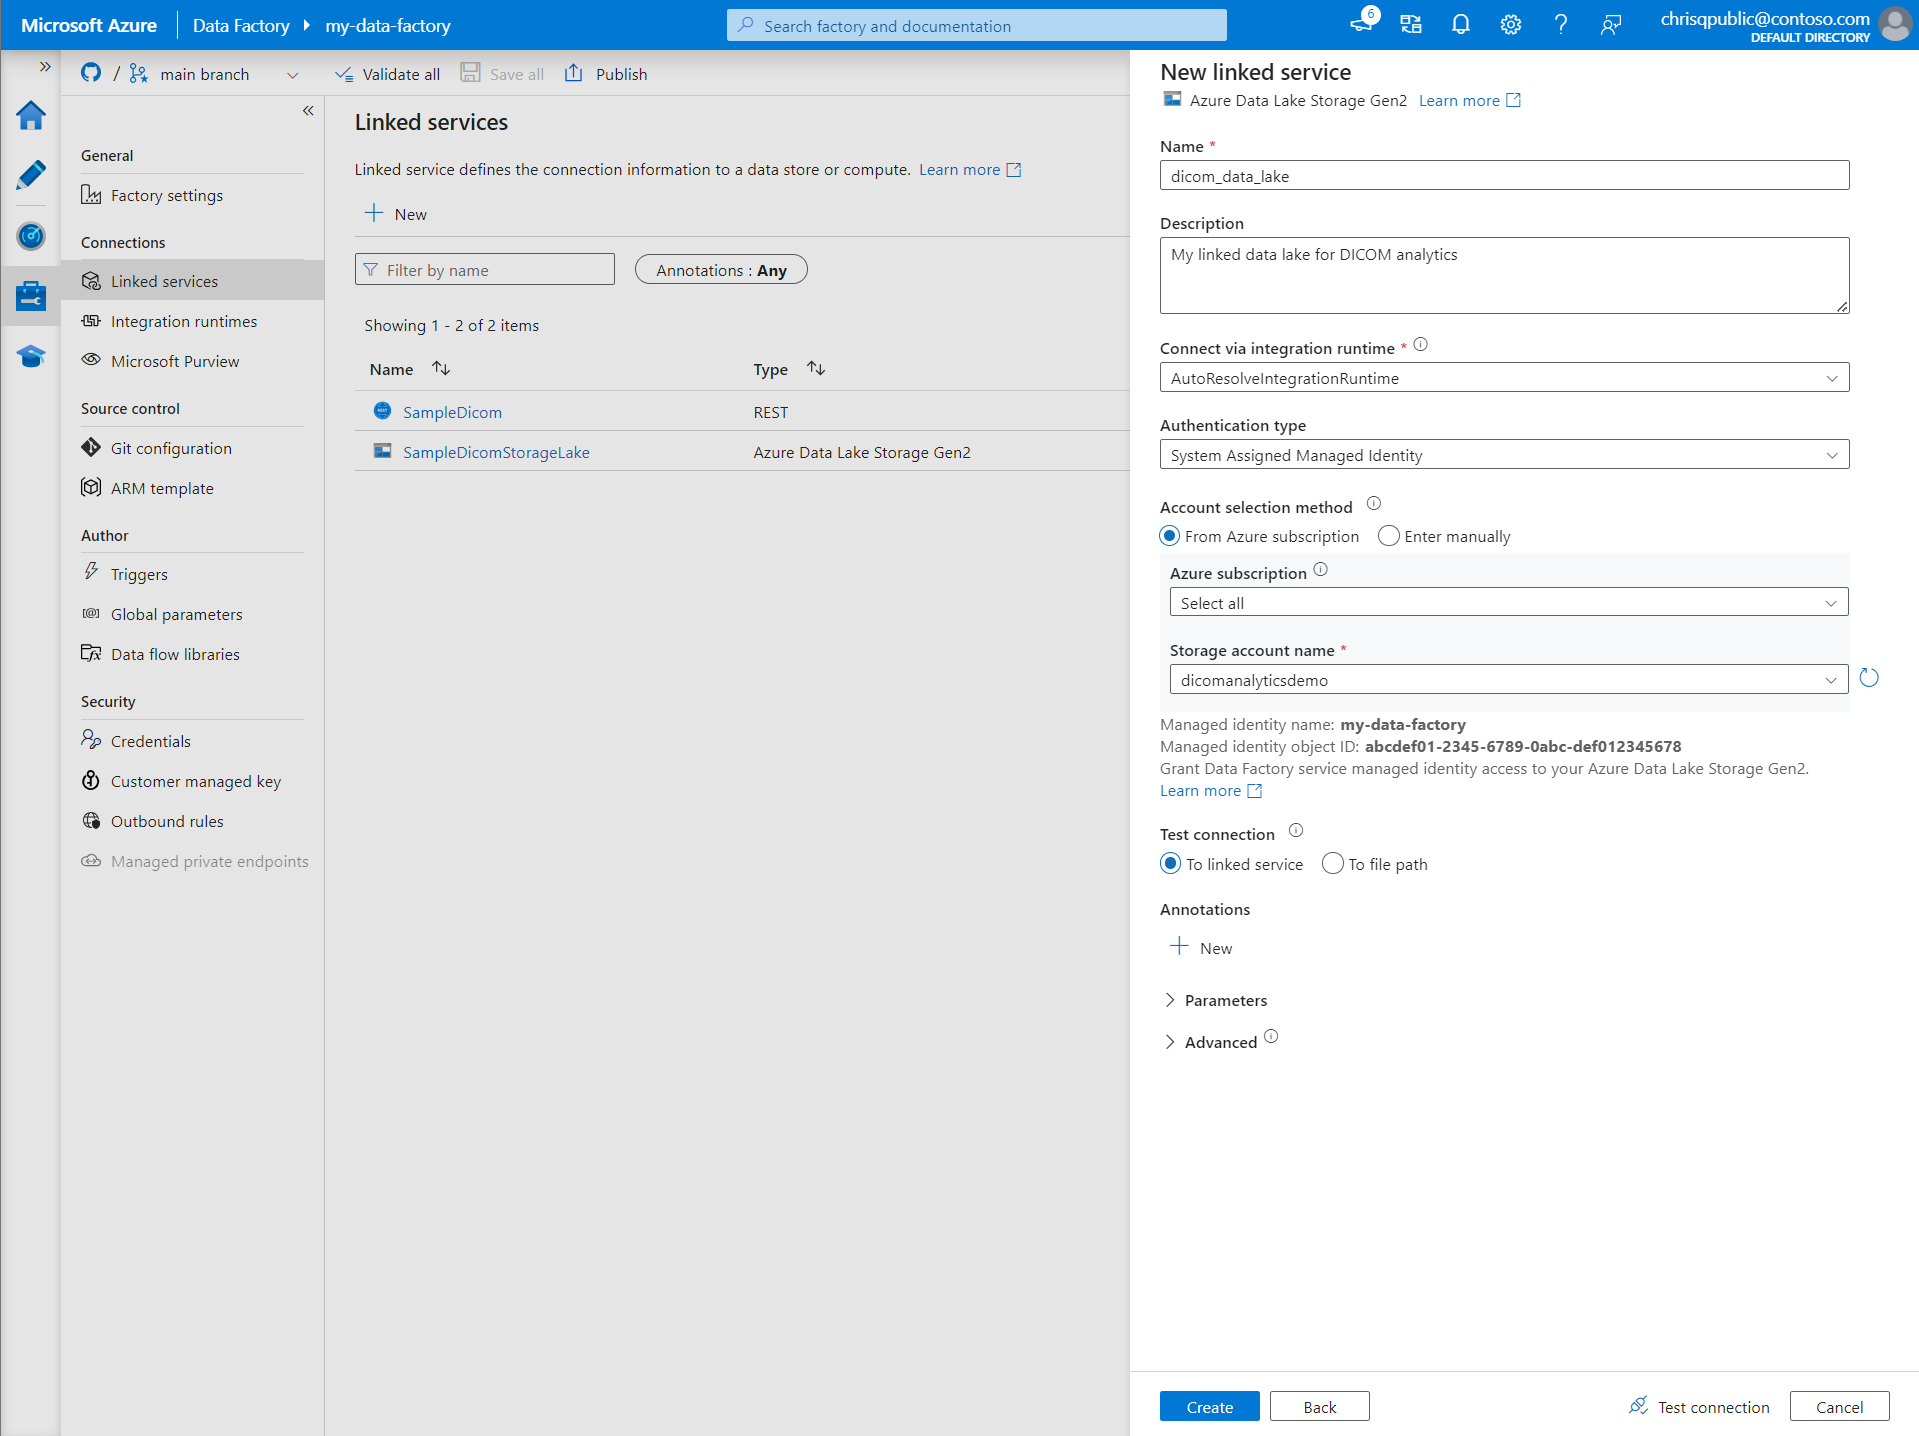 Microsoft Azure
Data Factory
my-data-factory
Search factory and documentation
6
chrisqpublic@contoso.com
DEFAULT DIRECTORY
/ main branch
Validate all
Save all
Publish
General
Factory settings
Connections
Linked services
Integration runtimes
Microsoft Purview
Source control
Git configuration
ARM template
Author
Triggers
Global parameters
Data flow libraries
Security
Credentials
Customer managed key
Outbound rules
Managed private endpoints
Linked services
Linked service defines the connection information to a data store or compute. Learn more
New
Filter by name
Annotations : Any
Showing 1 - 2 of 2 items
Name Type
SampleDicom REST
SampleDicomStorageLake Azure Data Lake Storage Gen2
New linked service
Azure Data Lake Storage Gen2 Learn more
Name *
dicom_data_lake
Description
My linked data lake for DICOM analytics
Connect via integration runtime *
AutoResolveIntegrationRuntime
Authentication type
System Assigned Managed Identity
Account selection method
From Azure subscription Enter manually
Azure subscription
Select all
Storage account name *
dicomanalyticsdemo
Managed identity name: my-data-factory
Managed identity object ID: abcdef01-2345-6789-0abc-def012345678
Grant Data Factory service managed identity access to your Azure Data Lake Storage Gen2.
Learn more
Test connection
To linked service To file path
Annotations
New
Parameters
Advanced
Create
Back
Test connection
Cancel